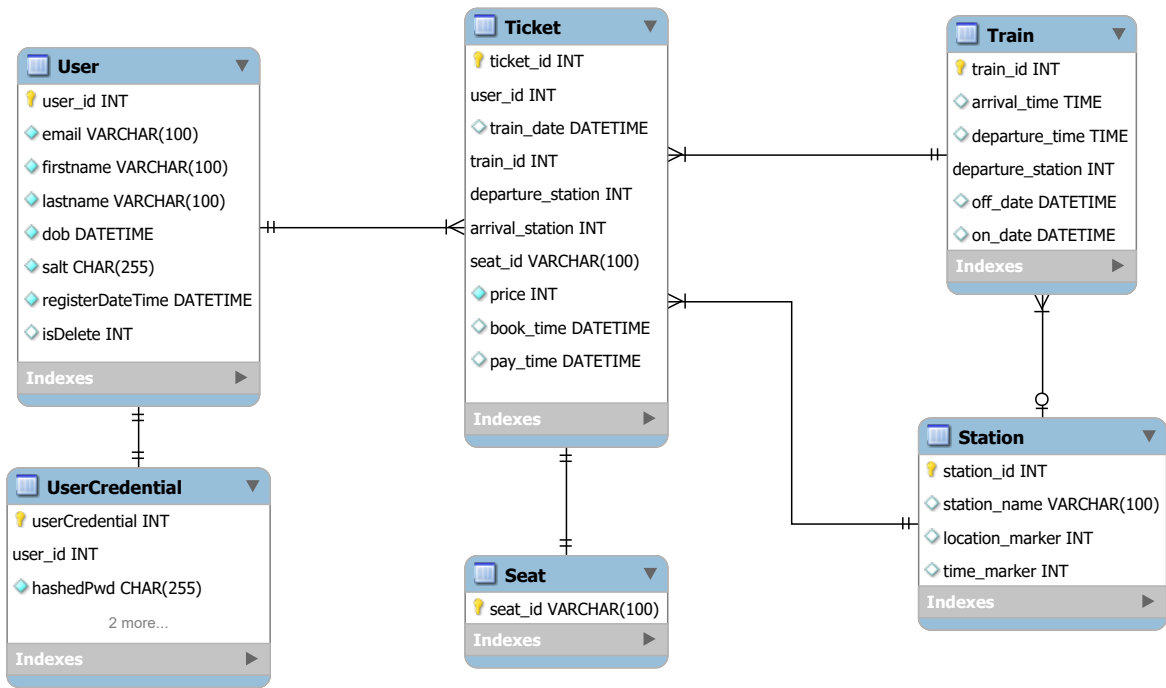 User
user_id INT
email VARCHAR(100)
firstname VARCHAR(100)
lastname VARCHAR(100)
dob DATETIME
salt CHAR(255)
registerDateTime DATETIME
isDelete INT
Indexes
UserCredential
userCredential INT
user_id INT
hashedPwd CHAR(255)
2 more...
Indexes
Ticket
ticket_id INT
user_id INT
train_date DATETIME
train_id INT
departure_station INT
arrival_station INT
seat_id VARCHAR(100)
price INT
book_time DATETIME
pay_time DATETIME
Indexes
Seat
seat_id VARCHAR(100)
Indexes
Train
train_id INT
arrival_time TIME
departure_time TIME
departure_station INT
off_date DATETIME
on_date DATETIME
Indexes
Station
station_id INT
station_name VARCHAR(100)
location_marker INT
time_marker INT
Indexes